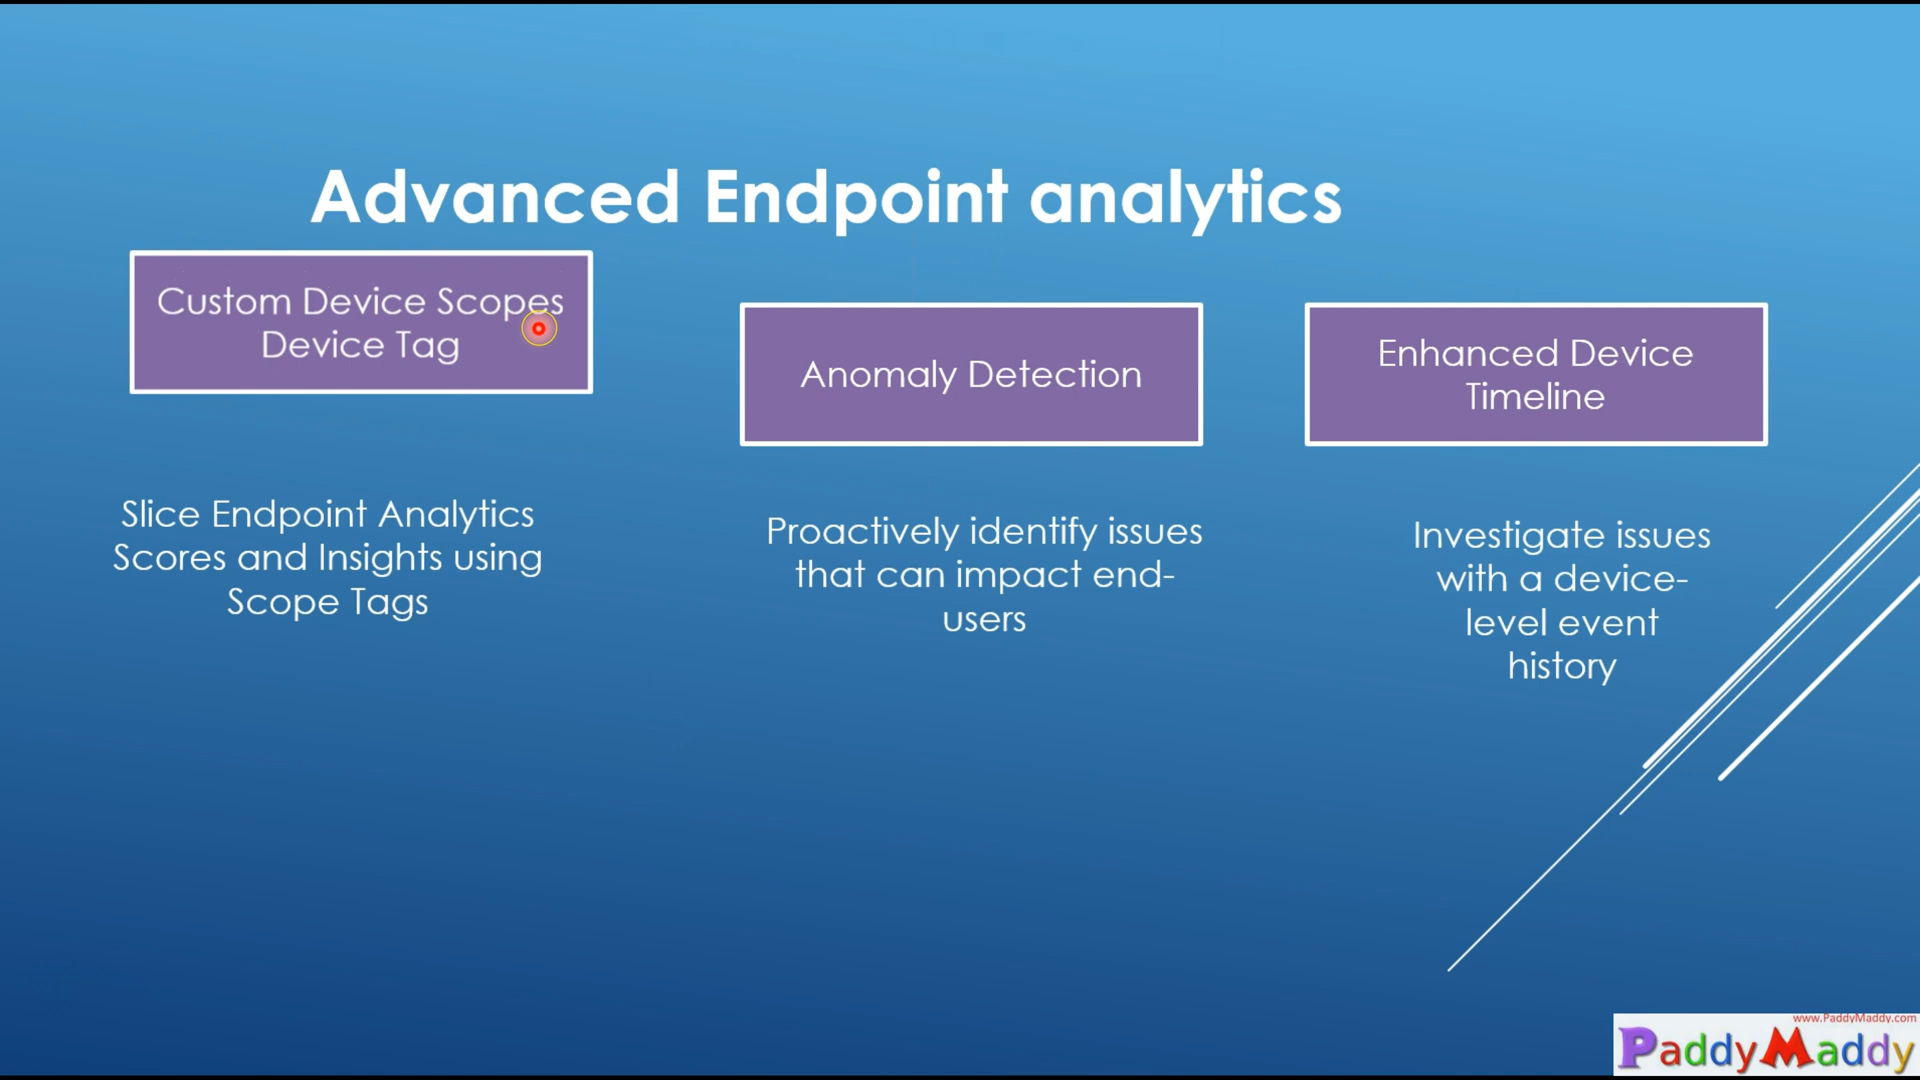 Advanced Endpoint analytics
Custom Device Scopes
Device Tag
Anomaly Detection
Enhanced Device
Timeline
Slice Endpoint Analytics
Scores and Insights using
Scope Tags
Proactively identify issues
that can impact end-
users
Investigate issues
with a device-
level event
history
www.PaddyMaddy.com
PaddyMaddy